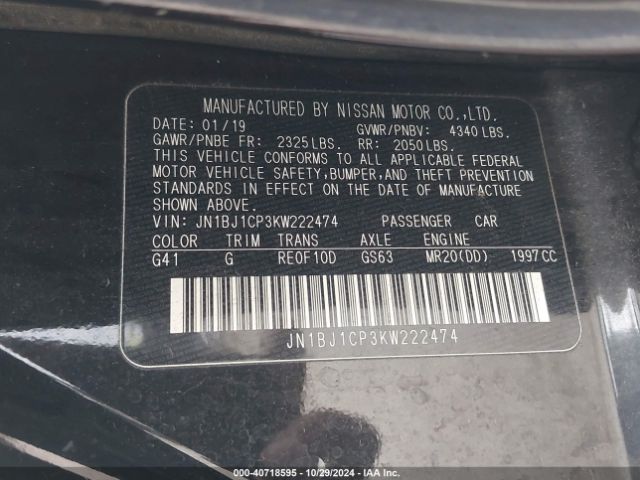 MANUFACTURED BY NISSAN MOTOR CO.,LTD.
DATE: 01/19 GVWR/PNBV: 4340 LBS.
GAWR/PNBE FR: 2325 LBS. RR: 2050 LBS.
THIS VEHICLE CONFORMS TO ALL APPLICABLE FEDERAL
MOTOR VEHICLE SAFETY,BUMPER,AND THEFT PREVENTION
STANDARDS IN EFFECT ON THE DATE OF MANUFACTURE
SHOWN ABOVE.
VIN: JN1BJ1CP3KW222474 PASSENGER CAR
COLOR TRIM TRANS AXLE ENGINE
G41 G RE0F10D GS63 MR20(DD) 1997CC
JN1BJ1CP3KW222474
000-40718595 - 10/29/2024 - IAA Inc.